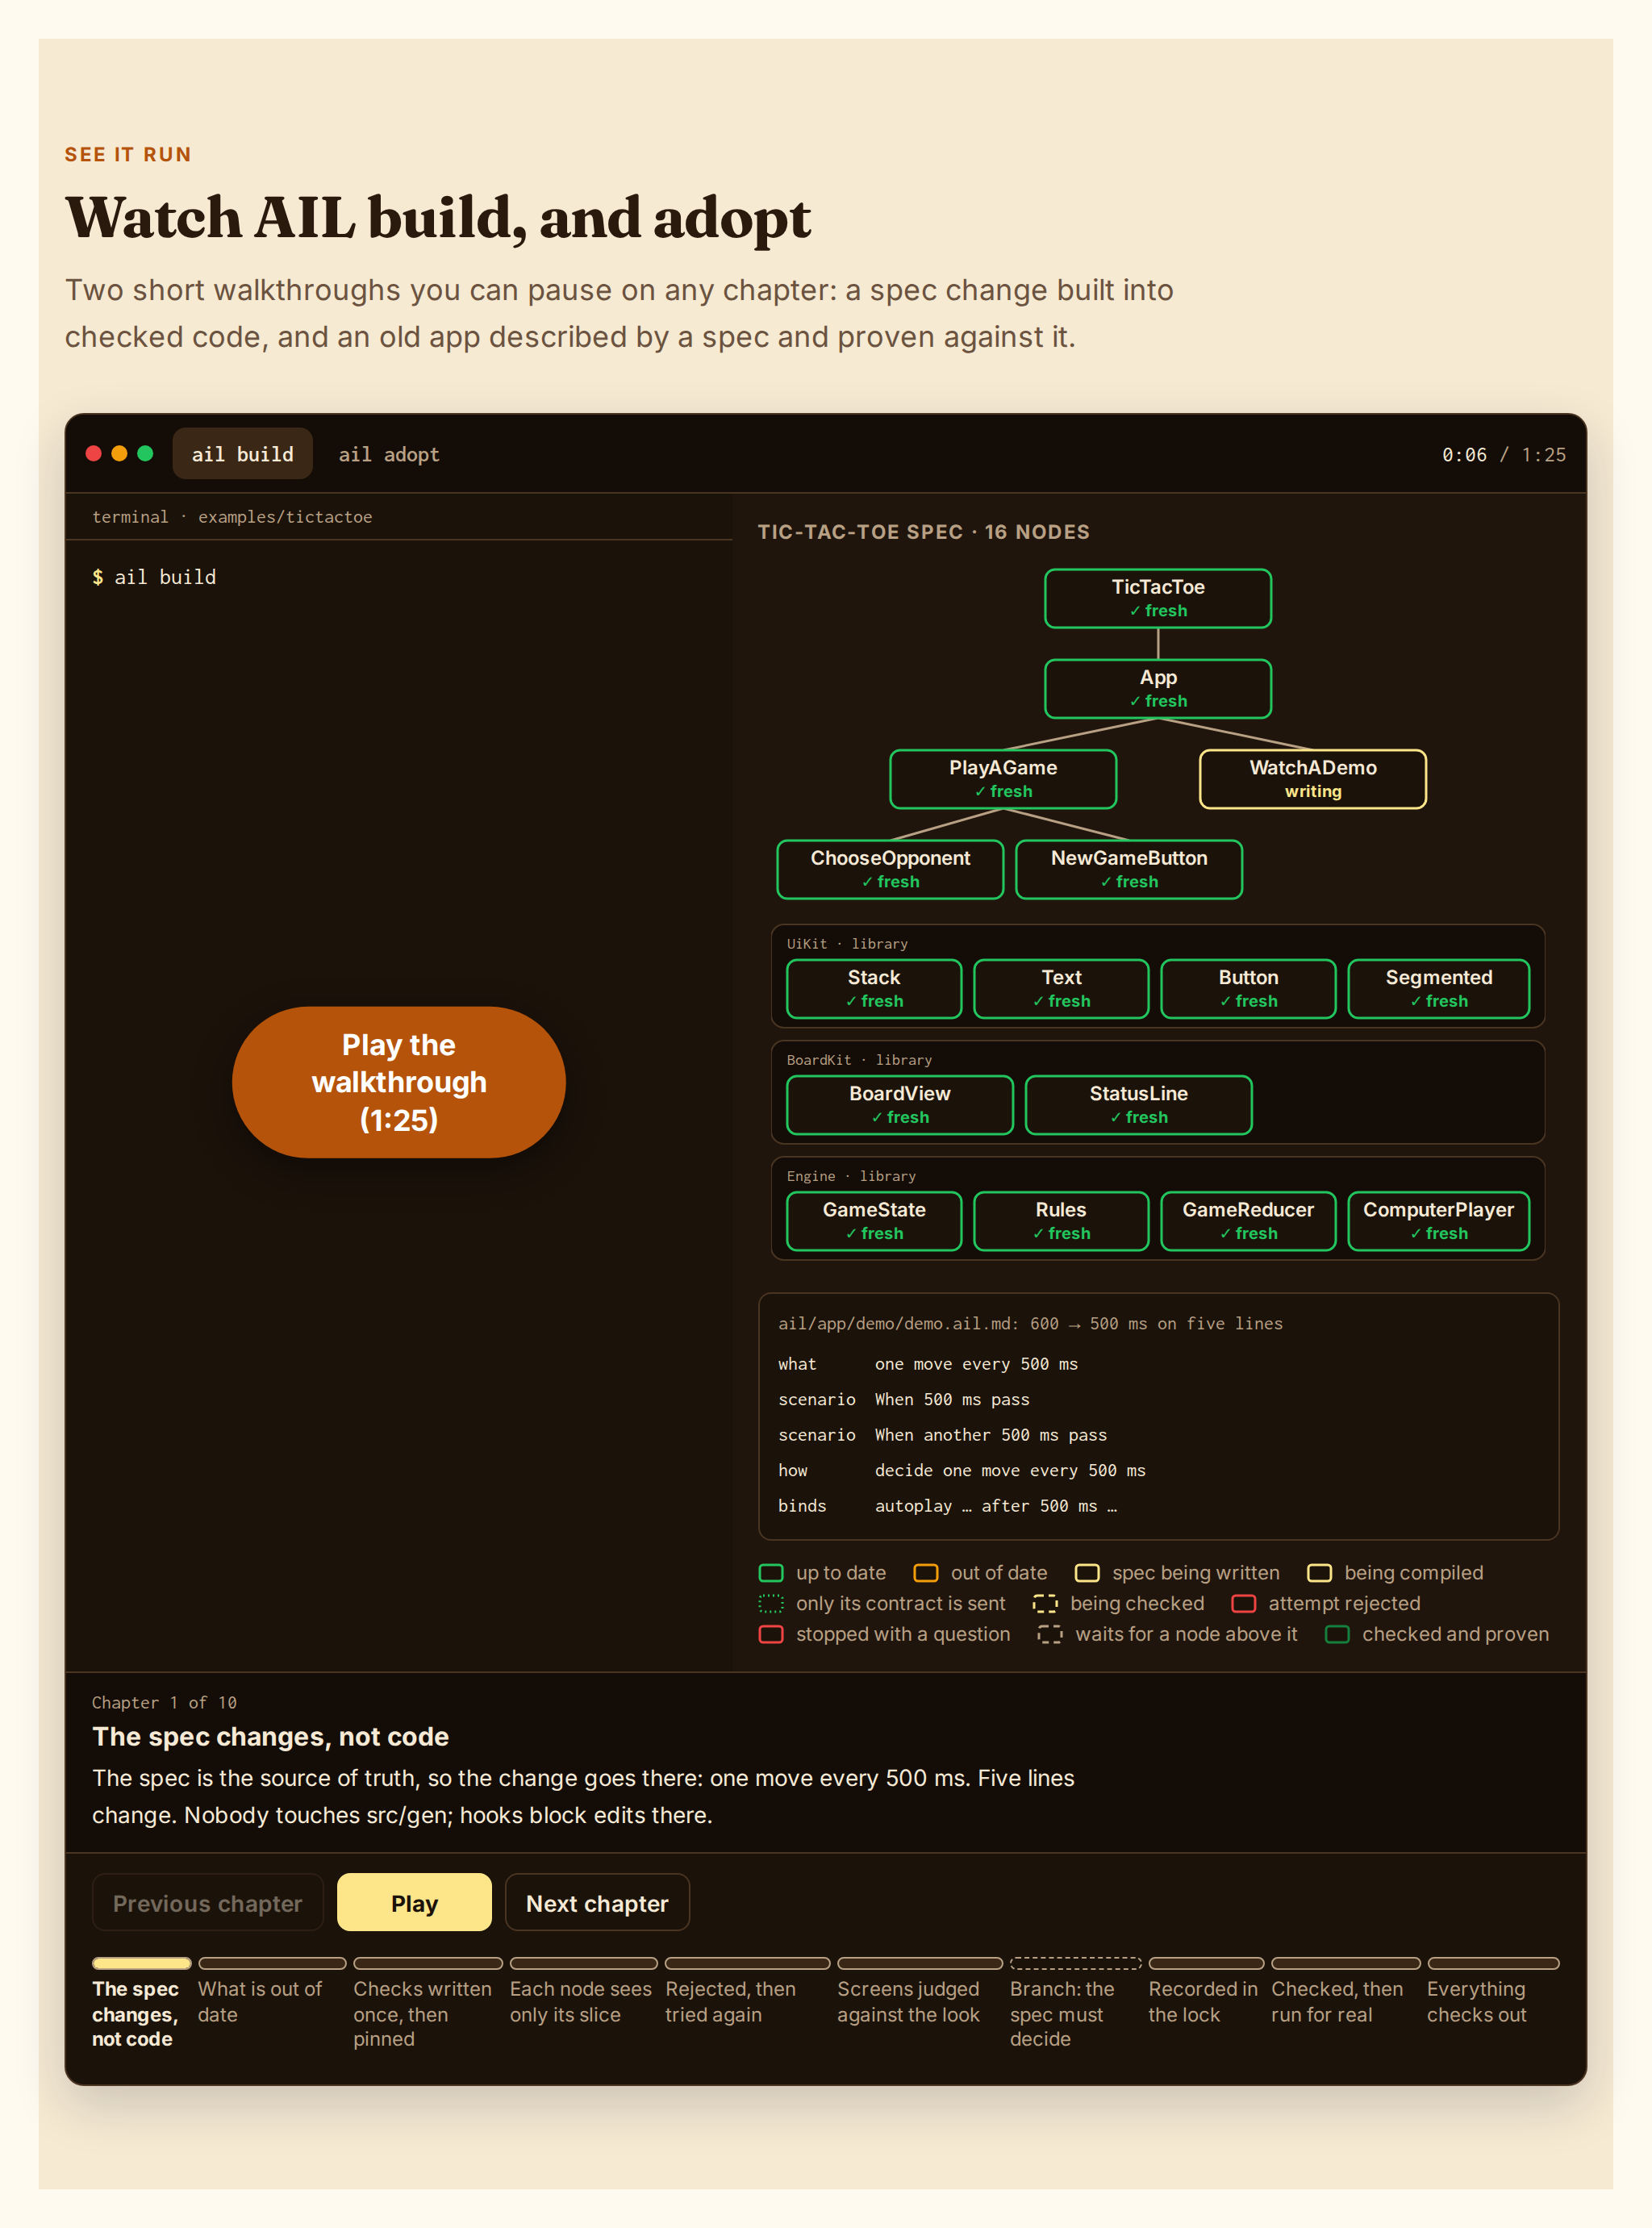 SEE IT RUN
Watch AIL build, and adopt
Two short walkthroughs you can pause on any chapter: a spec change built into
checked code, and an old app described by a spec and proven against it.
ail build
ail adopt
0:06 / 1:25
terminal · examples/tictactoe
$ ail build
Play the
walkthrough
(1:25)
TIC-TAC-TOE SPEC · 16 NODES
TicTacToe
✓ fresh
App
✓ fresh
PlayAGame
✓ fresh
WatchADemo
writing
ChooseOpponent
✓ fresh
NewGameButton
✓ fresh
UiKit · library
Stack
✓ fresh
Text
✓ fresh
Button
✓ fresh
Segmented
✓ fresh
BoardKit · library
BoardView
✓ fresh
StatusLine
✓ fresh
Engine · library
GameState
✓ fresh
Rules
✓ fresh
GameReducer
✓ fresh
ComputerPlayer
✓ fresh
ail/app/demo/demo.ail.md: 600 → 500 ms on five lines
what one move every 500 ms
scenario When 500 ms pass
scenario When another 500 ms pass
how decide one move every 500 ms
binds autoplay … after 500 ms …
up to date out of date spec being written being compiled
only its contract is sent being checked attempt rejected
stopped with a question waits for a node above it checked and proven
Chapter 1 of 10
The spec changes, not code
The spec is the source of truth, so the change goes there: one move every 500 ms. Five lines
change. Nobody touches src/gen; hooks block edits there.
Previous chapter
Play
Next chapter
The spec
changes,
not code
What is out of
date
Checks written
once, then
pinned
Each node sees
only its slice
Rejected, then
tried again
Screens judged
against the look
Branch: the
spec must
decide
Recorded in
the lock
Checked, then
run for real
Everything
checks out